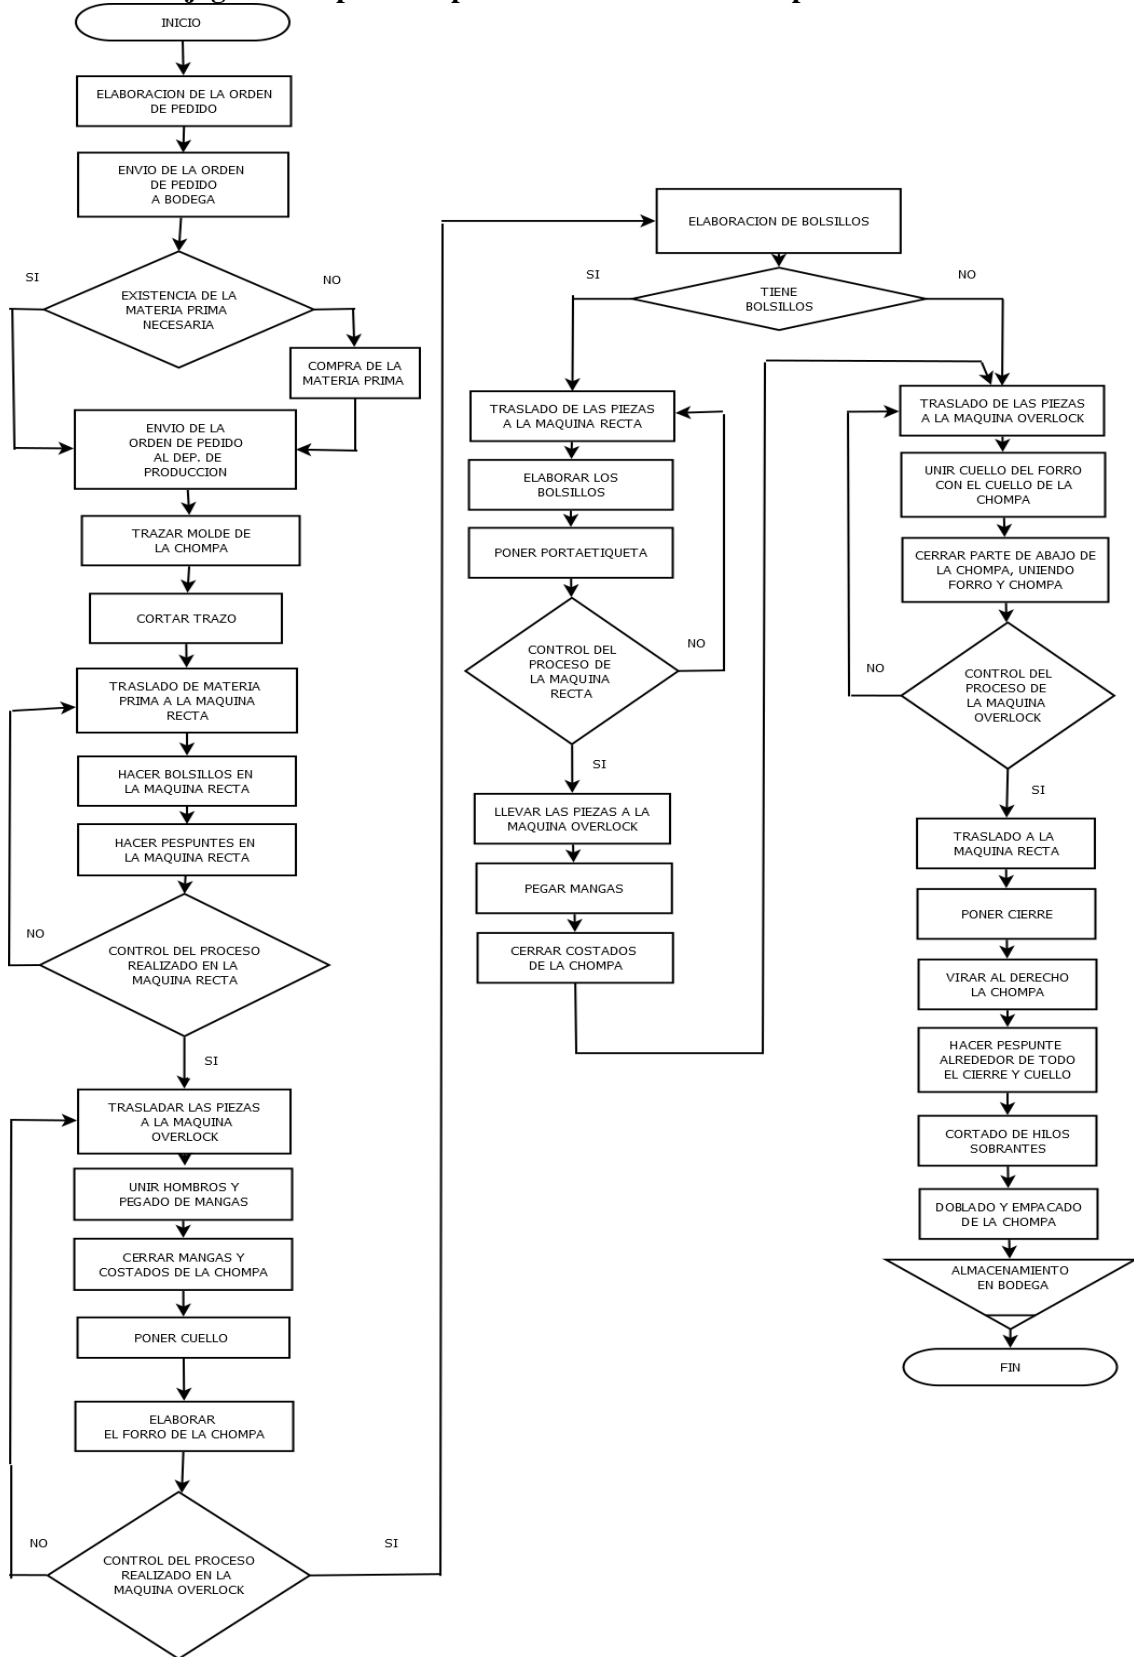 INICIO
ELABORACION DE LA ORDEN
DE PEDIDO
ENVIO DE LA ORDEN
DE PEDIDO
A BODEGA
SI
NO
EXISTENCIA DE LA
MATERIA PRIMA
NECESARIA
COMPRA DE LA
MATERIA PRIMA
ENVIO DE LA
ORDEN DE PEDIDO
AL DEP. DE
PRODUCCION
TRAZAR MOLDE DE
LA CHOMPA
CORTAR TRAZO
TRASLADO DE MATERIA
PRIMA A LA MAQUINA
RECTA
HACER BOLSILLOS EN
LA MAQUINA RECTA
HACER PESPUNTES EN
LA MAQUINA RECTA
NO
CONTROL DEL PROCESO
REALIZADO EN LA
MAQUINA RECTA
SI
TRASLADAR LAS PIEZAS
A LA MAQUINA
OVERLOCK
UNIR HOMBROS Y
PEGADO DE MANGAS
CERRAR MANGAS Y
COSTADOS DE LA CHOMPA
PONER CUELLO
ELABORAR
EL FORRO DE LA CHOMPA
NO
SI
CONTROL DEL PROCESO
REALIZADO EN LA
MAQUINA OVERLOCK
ELABORACION DE BOLSILLOS
SI
NO
TIENE
BOLSILLOS
TRASLADO DE LAS PIEZAS
A LA MAQUINA RECTA
ELABORAR LOS
BOLSILLOS
PONER PORTAETIQUETA
NO
CONTROL DEL
PROCESO DE
LA MAQUINA
RECTA
SI
LLEVAR LAS PIEZAS A LA
MAQUINA OVERLOCK
PEGAR MANGAS
CERRAR COSTADOS
DE LA CHOMPA
TRASLADO DE LAS PIEZAS
A LA MAQUINA OVERLOCK
UNIR CUELLO DEL FORRO
CON EL CUELLO DE LA
CHOMPA
CERRAR PARTE DE ABAJO DE
LA CHOMPA, UNIENDO
FORRO Y CHOMPA
NO
CONTROL DEL
PROCESO DE
LA MAQUINA
OVERLOCK
SI
TRASLADO A LA
MAQUINA RECTA
PONER CIERRE
VIRAR AL DERECHO
LA CHOMPA
HACER PESPUNTE
ALREDEDOR DE TODO
EL CIERRE Y CUELLO
CORTADO DE HILOS
SOBRANTES
DOBLADO Y EMPACADO
DE LA CHOMPA
ALMACENAMIENTO
EN BODEGA
FIN